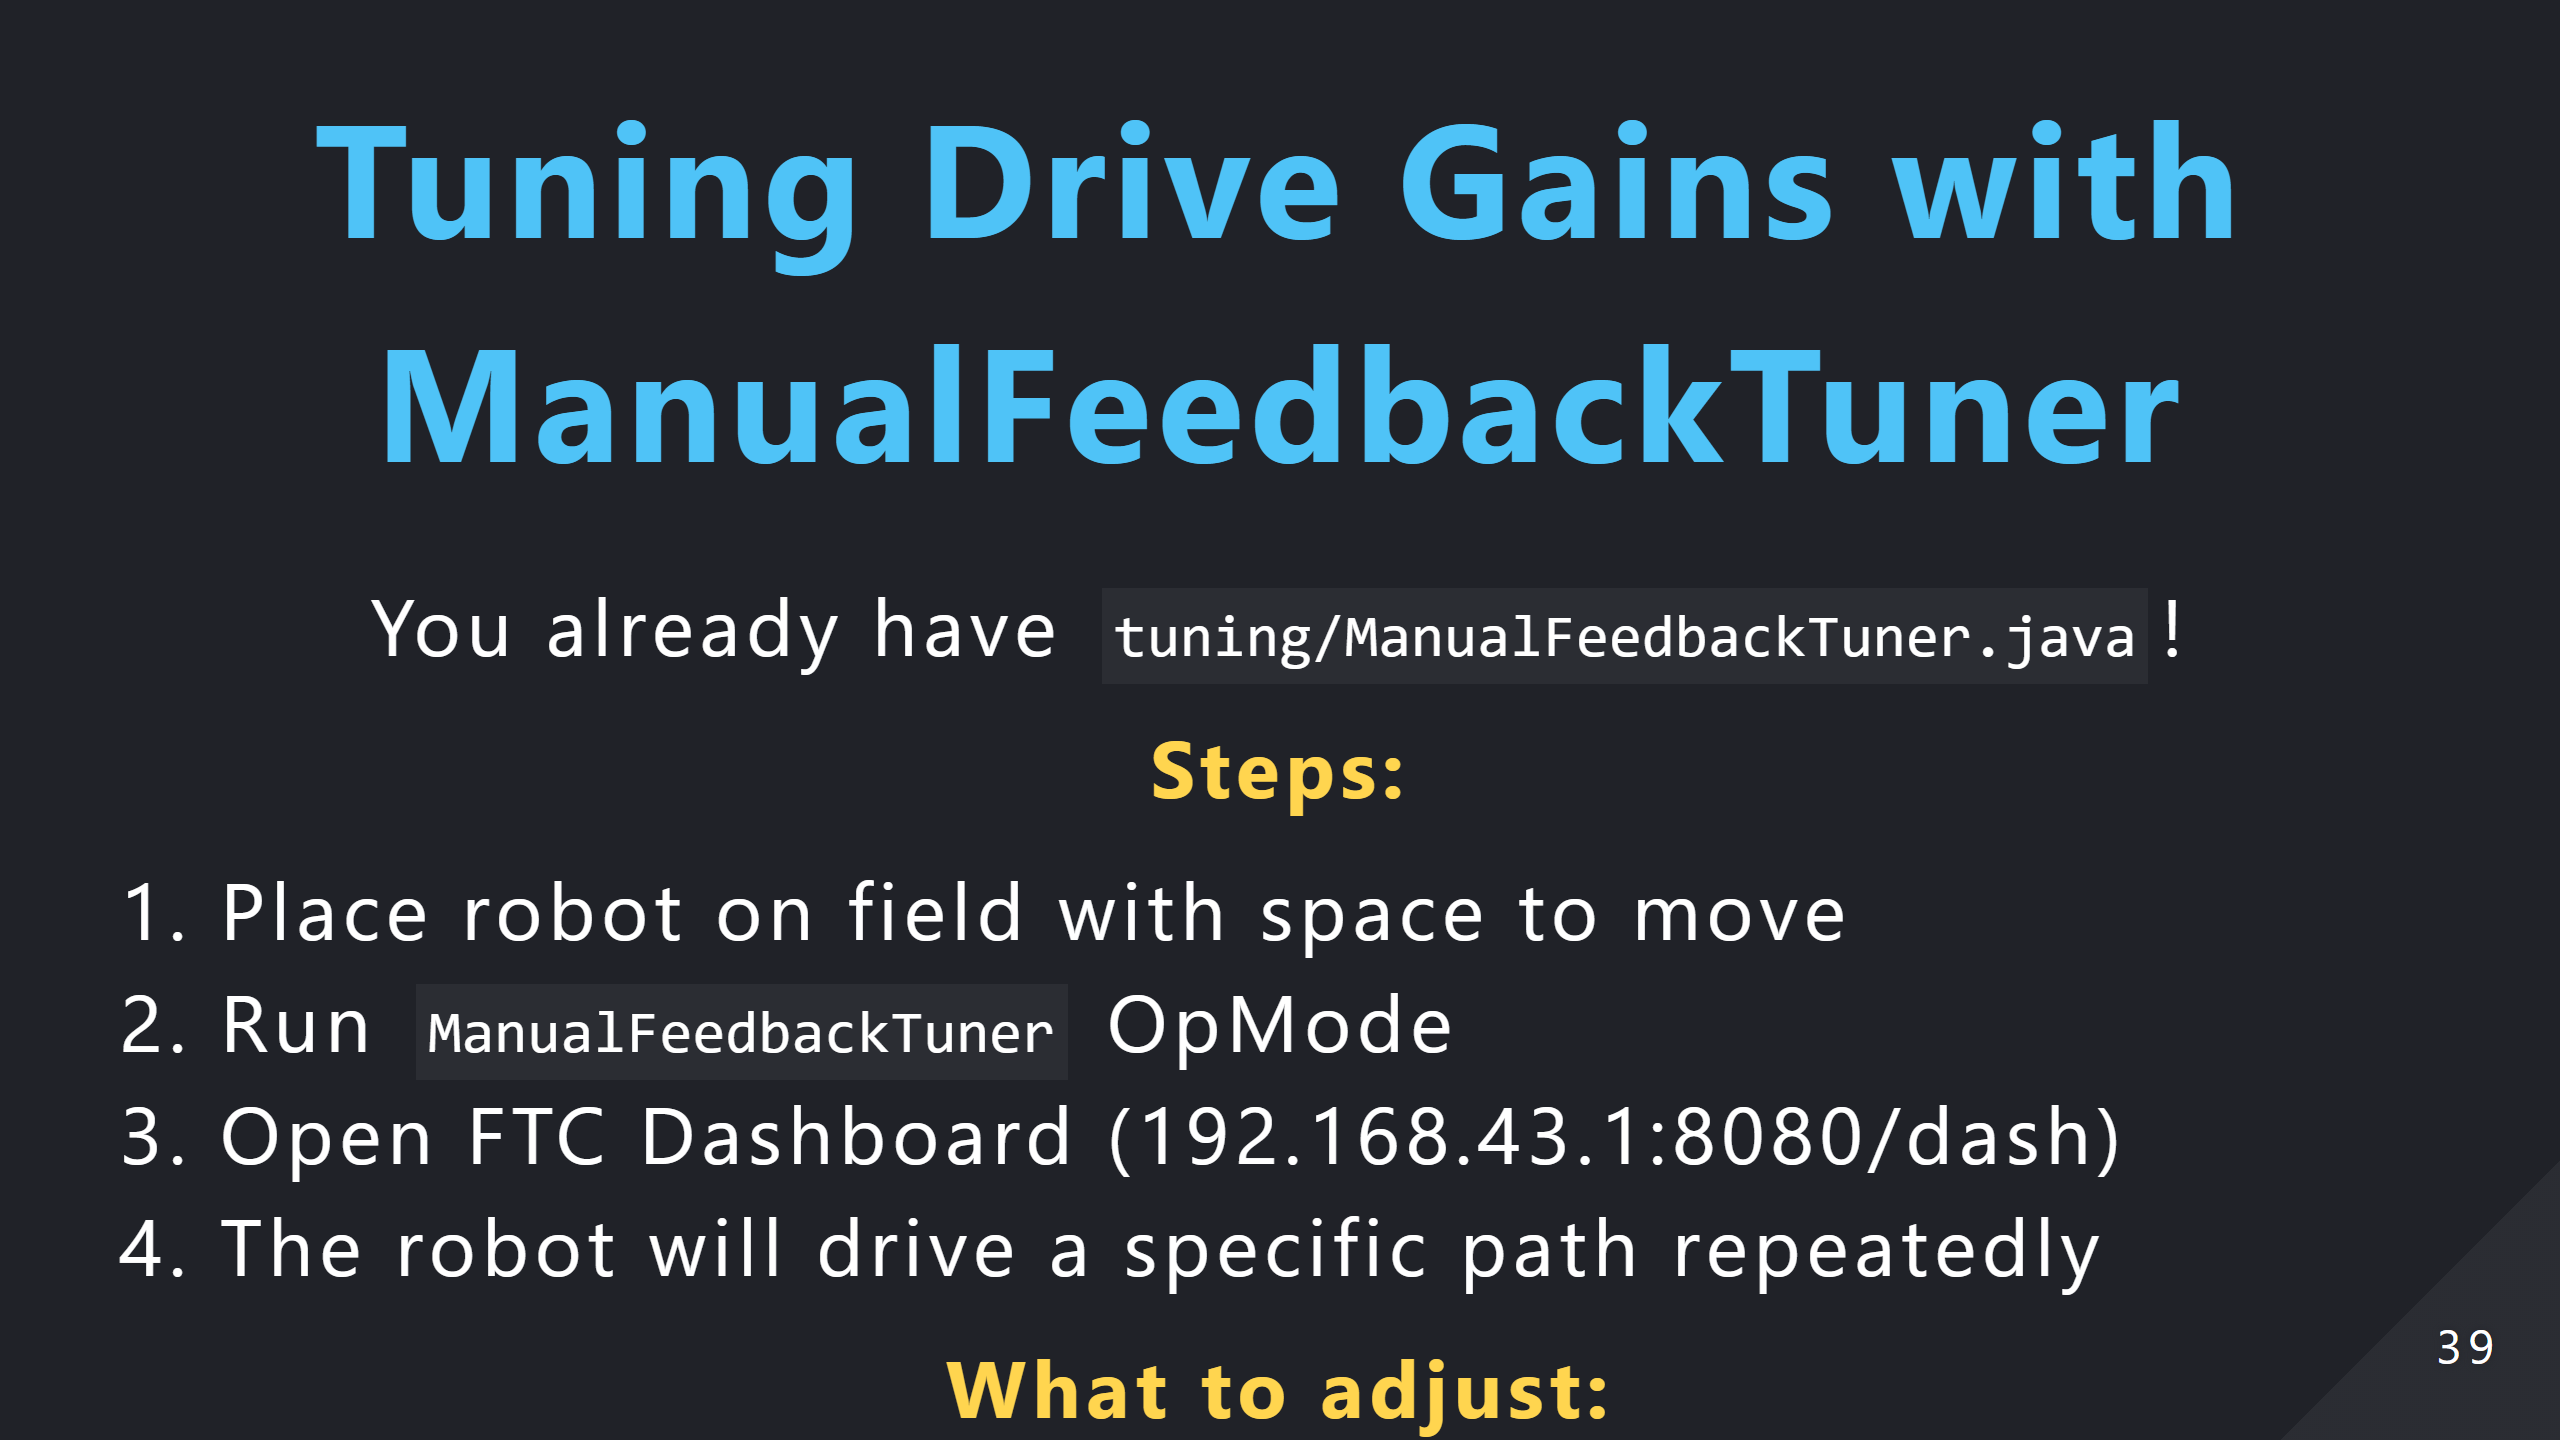 Tuning Drive Gains with
ManualFeedbackTuner
You already have tuning/ManualFeedbackTuner.java!
Steps:
1. Place robot on field with space to move
2. Run ManualFeedbackTuner OpMode
3. Open FTC Dashboard (192.168.43.1:8080/dash)
4. The robot will drive a specific path repeatedly
What to adjust:
39